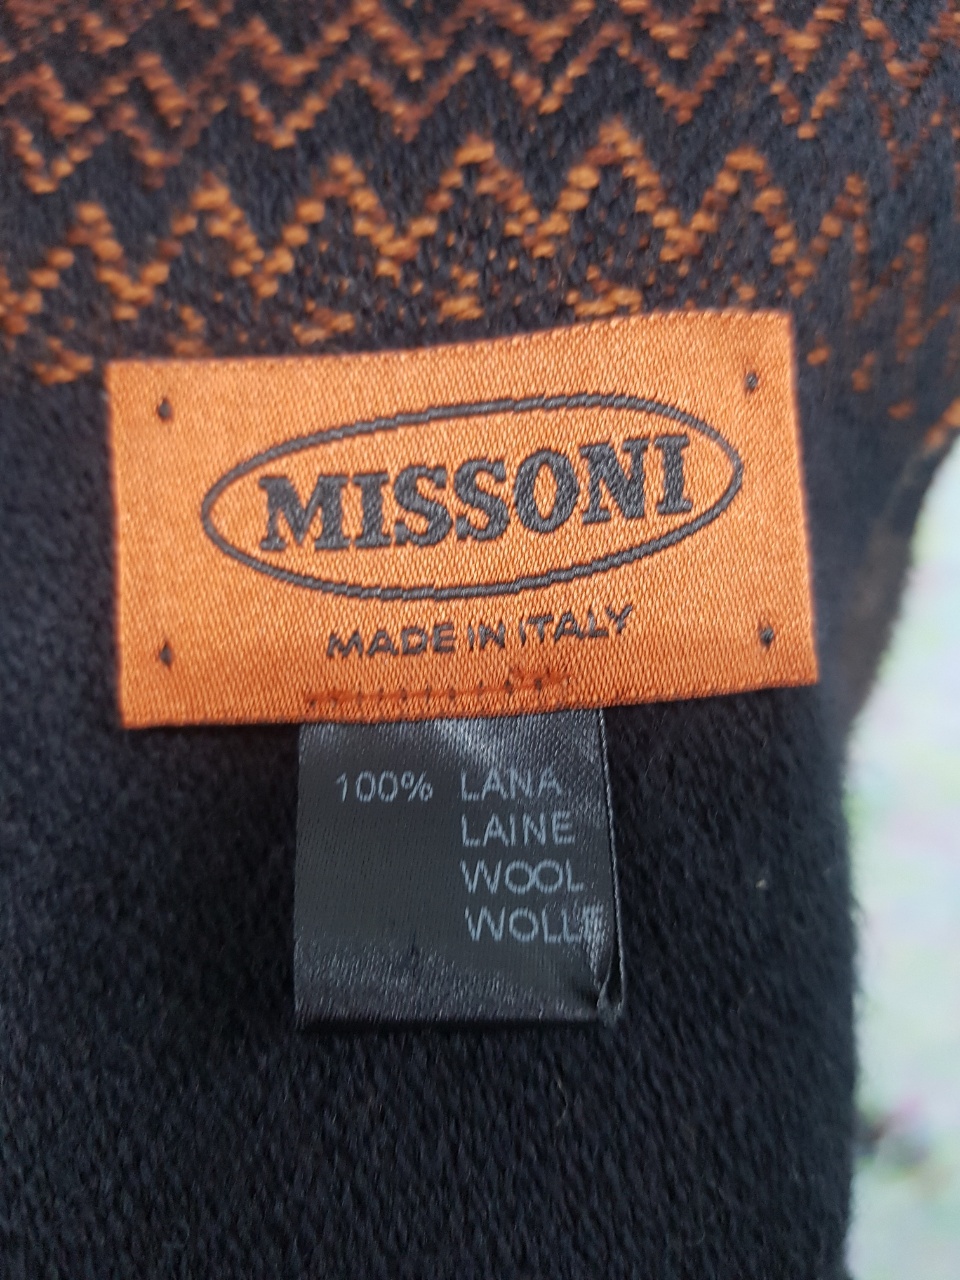 MISSONI
MADE IN ITALY
100% LANA
LAINE
WOOL
WOLLE